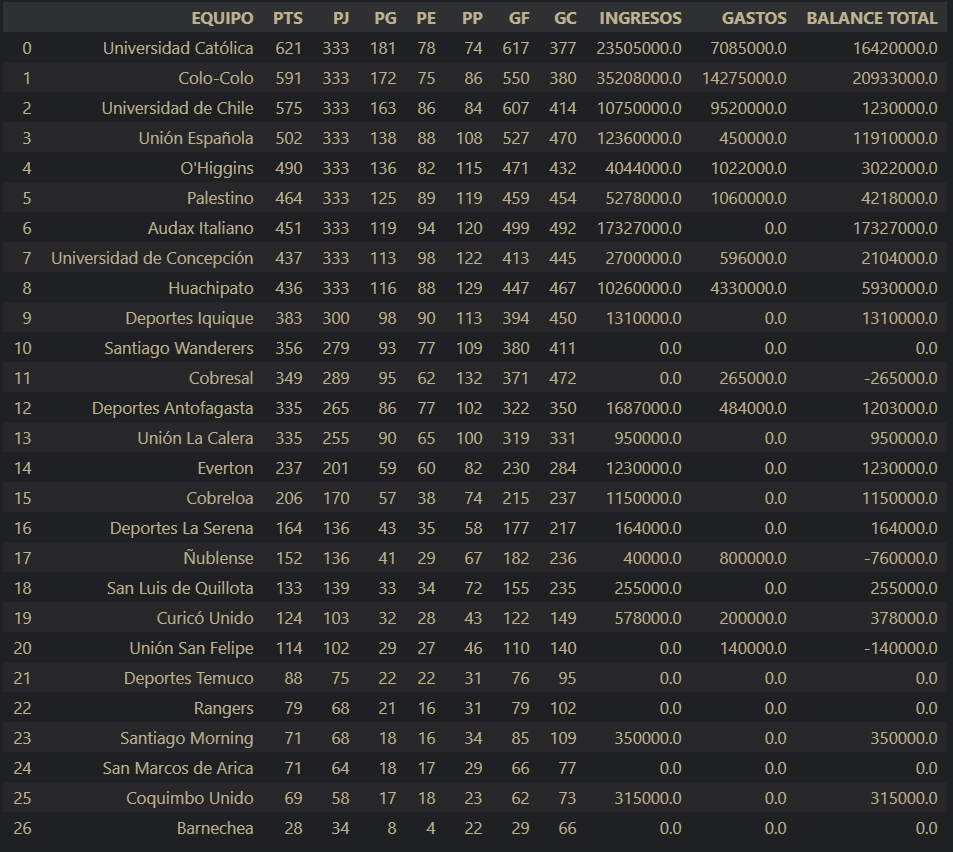 EQUIPO PTS PJ PG PE PP GF GC INGRESOS GASTOS BALANCE TOTAL
0 Universidad Católica 621 333 181 78 74 617 377 23505000.0 7085000.0 16420000.0
1 Colo-Colo 591 333 172 75 86 550 380 35208000.0 14275000.0 20933000.0
2 Universidad de Chile 575 333 163 86 84 607 414 10750000.0 9520000.0 1230000.0
3 Unión Española 502 333 138 88 108 527 470 12360000.0 450000.0 11910000.0
4 O'Higgins 490 333 136 82 115 471 432 4044000.0 1022000.0 3022000.0
5 Palestino 464 333 125 89 119 459 454 5278000.0 1060000.0 4218000.0
6 Audax Italiano 451 333 119 94 120 499 492 17327000.0 0.0 17327000.0
7 Universidad de Concepción 437 333 113 98 122 413 445 2700000.0 596000.0 2104000.0
8 Huachipato 436 333 116 88 129 447 467 10260000.0 4330000.0 5930000.0
9 Deportes Iquique 383 300 98 90 113 394 450 1310000.0 0.0 1310000.0
10 Santiago Wanderers 356 279 93 77 109 380 411 0.0 0.0 0.0
11 Cobresal 349 289 95 62 132 371 472 0.0 265000.0 -265000.0
12 Deportes Antofagasta 335 265 86 77 102 322 350 1687000.0 484000.0 1203000.0
13 Unión La Calera 335 255 90 65 100 319 331 950000.0 0.0 950000.0
14 Everton 237 201 59 60 82 230 284 1230000.0 0.0 1230000.0
15 Cobreloa 206 170 57 38 74 215 237 1150000.0 0.0 1150000.0
16 Deportes La Serena 164 136 43 35 58 177 217 164000.0 0.0 164000.0
17 Ñublense 152 136 41 29 67 182 236 40000.0 800000.0 -760000.0
18 San Luis de Quillota 133 139 33 34 72 155 235 255000.0 0.0 255000.0
19 Curicó Unido 124 103 32 28 43 122 149 578000.0 200000.0 378000.0
20 Unión San Felipe 114 102 29 27 46 110 140 0.0 140000.0 -140000.0
21 Deportes Temuco 88 75 22 22 31 76 95 0.0 0.0 0.0
22 Rangers 79 68 21 16 31 79 102 0.0 0.0 0.0
23 Santiago Morning 71 68 18 16 34 85 109 350000.0 0.0 350000.0
24 San Marcos de Arica 71 64 18 17 29 66 77 0.0 0.0 0.0
25 Coquimbo Unido 69 58 17 18 23 62 73 315000.0 0.0 315000.0
26 Barnechea 28 34 8 4 22 29 66 0.0 0.0 0.0